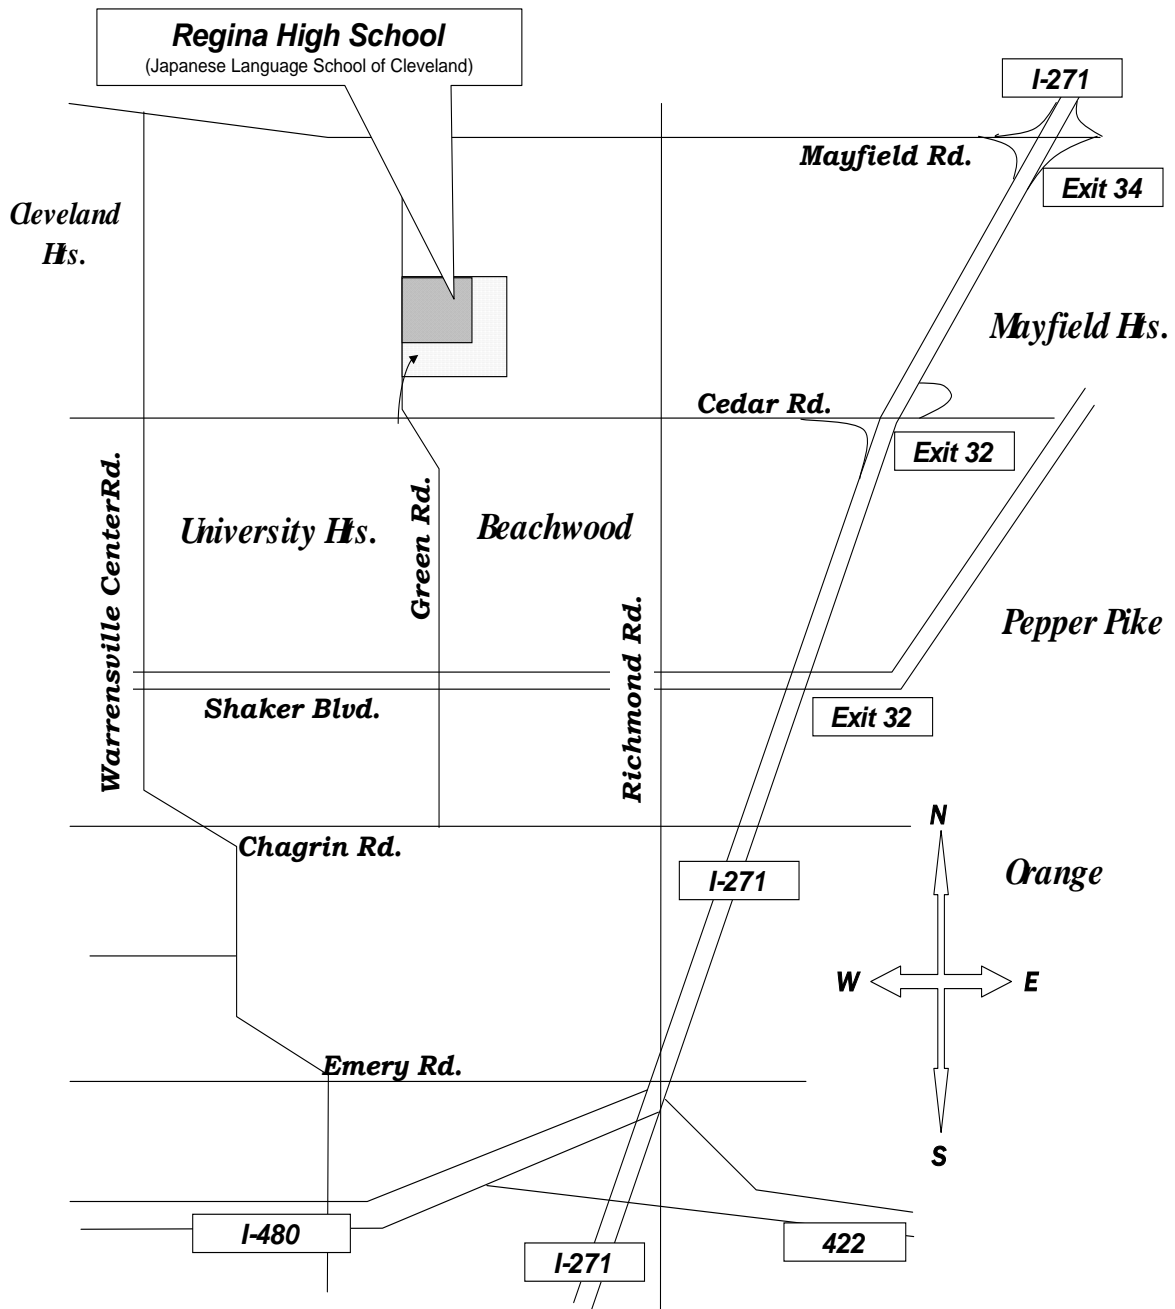 Regina High School
(Japanese Language School of Cleveland)
I-271
Mayfield Rd.
Exit 34
Cleveland
Hts.
Mayfield Hts.
Cedar Rd.
Exit 32
Warrensville CenterRd.
University Hts.
Green Rd.
Beachwood
Richmond Rd.
Pepper Pike
Shaker Blvd.
Exit 32
Chagrin Rd.
I-271
N
Orange
W
E
Emery Rd.
S
I-480
I-271
422